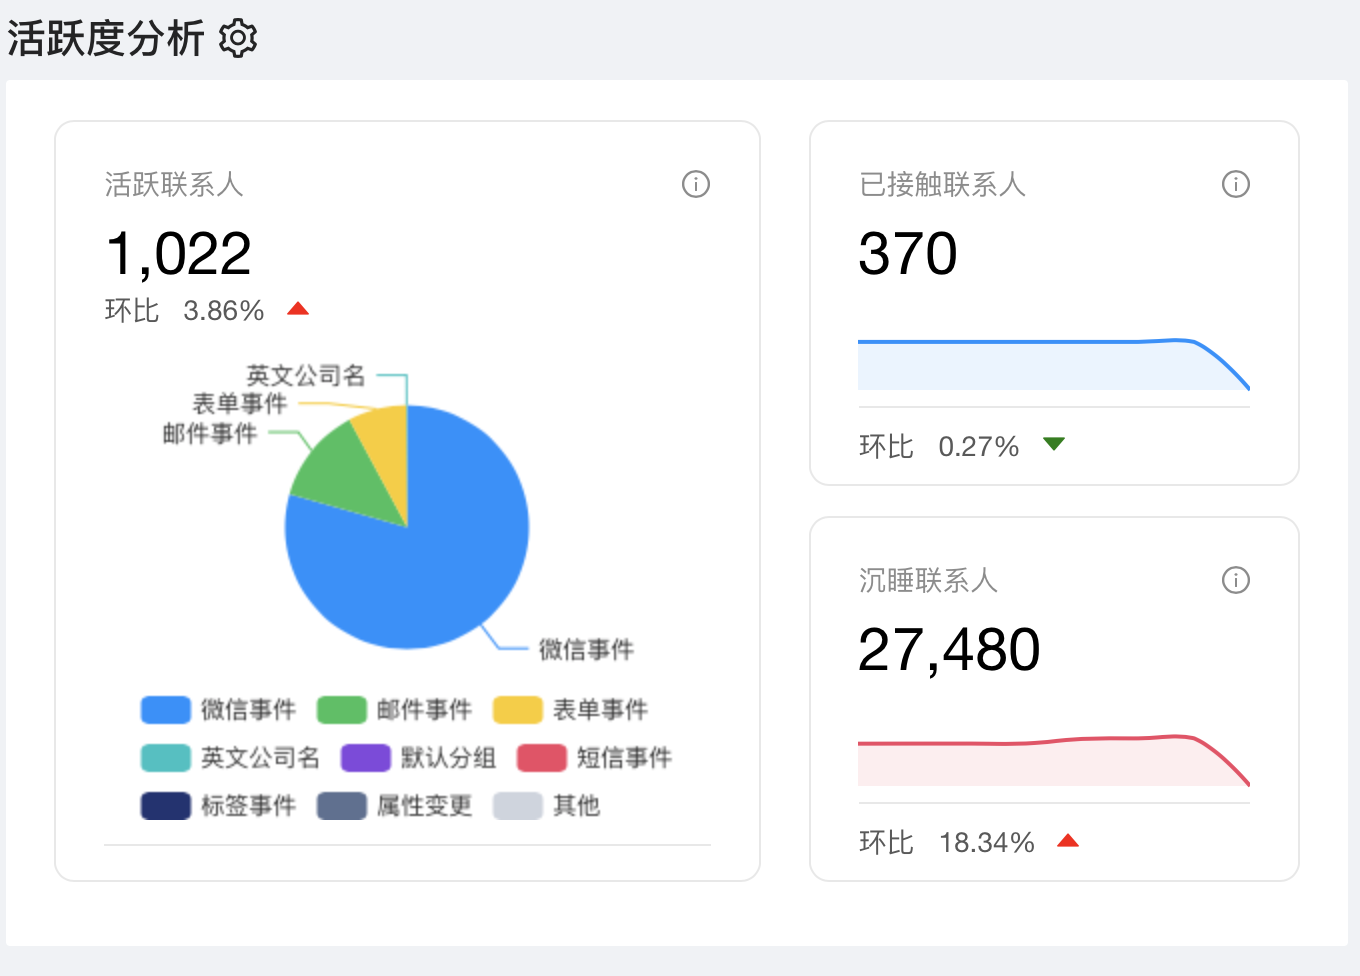 活跃度分析
活跃联系人
1,022
环比 3.86%
英文公司名
表单事件
邮件事件
微信事件
微信事件 邮件事件 表单事件
英文公司名 默认分组 短信事件
标签事件 属性变更 其他
已接触联系人
370
环比 0.27%
沉睡联系人
27,480
环比 18.34%